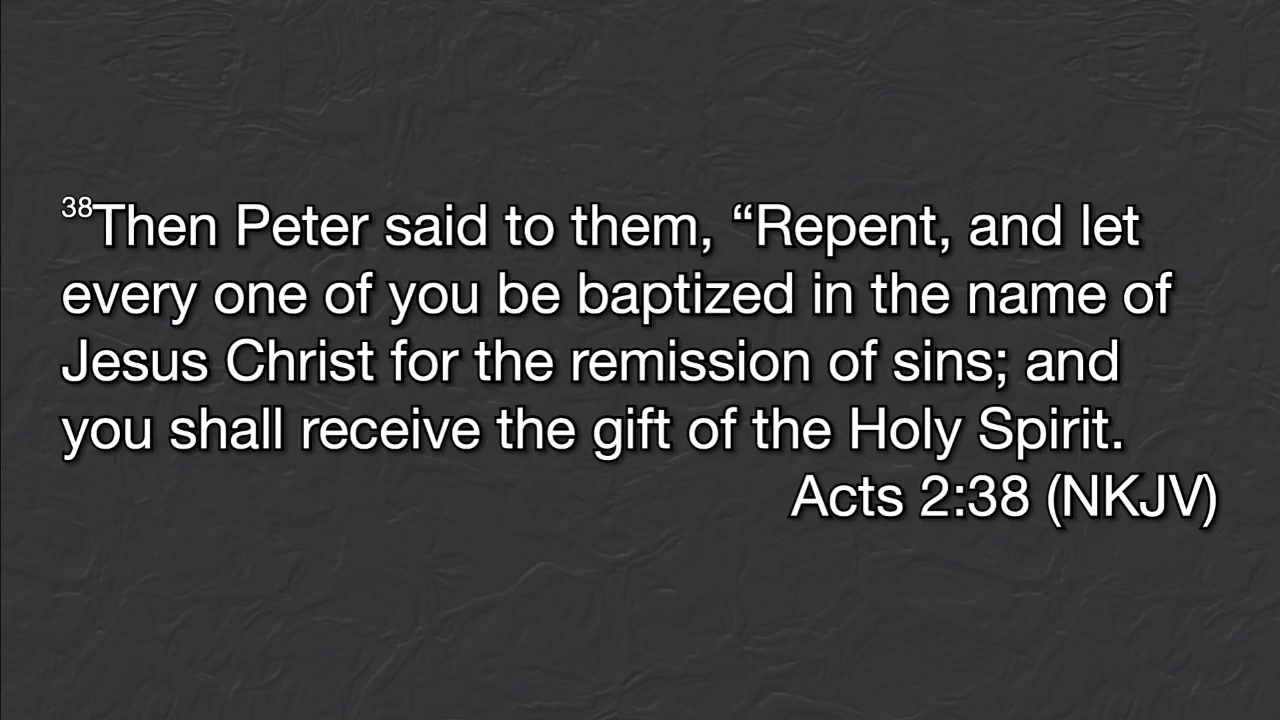 38Then Peter said to them, “Repent, and let
every one of you be baptized in the name of
Jesus Christ for the remission of sins; and
you shall receive the gift of the Holy Spirit.
Acts 2:38 (NKJV)